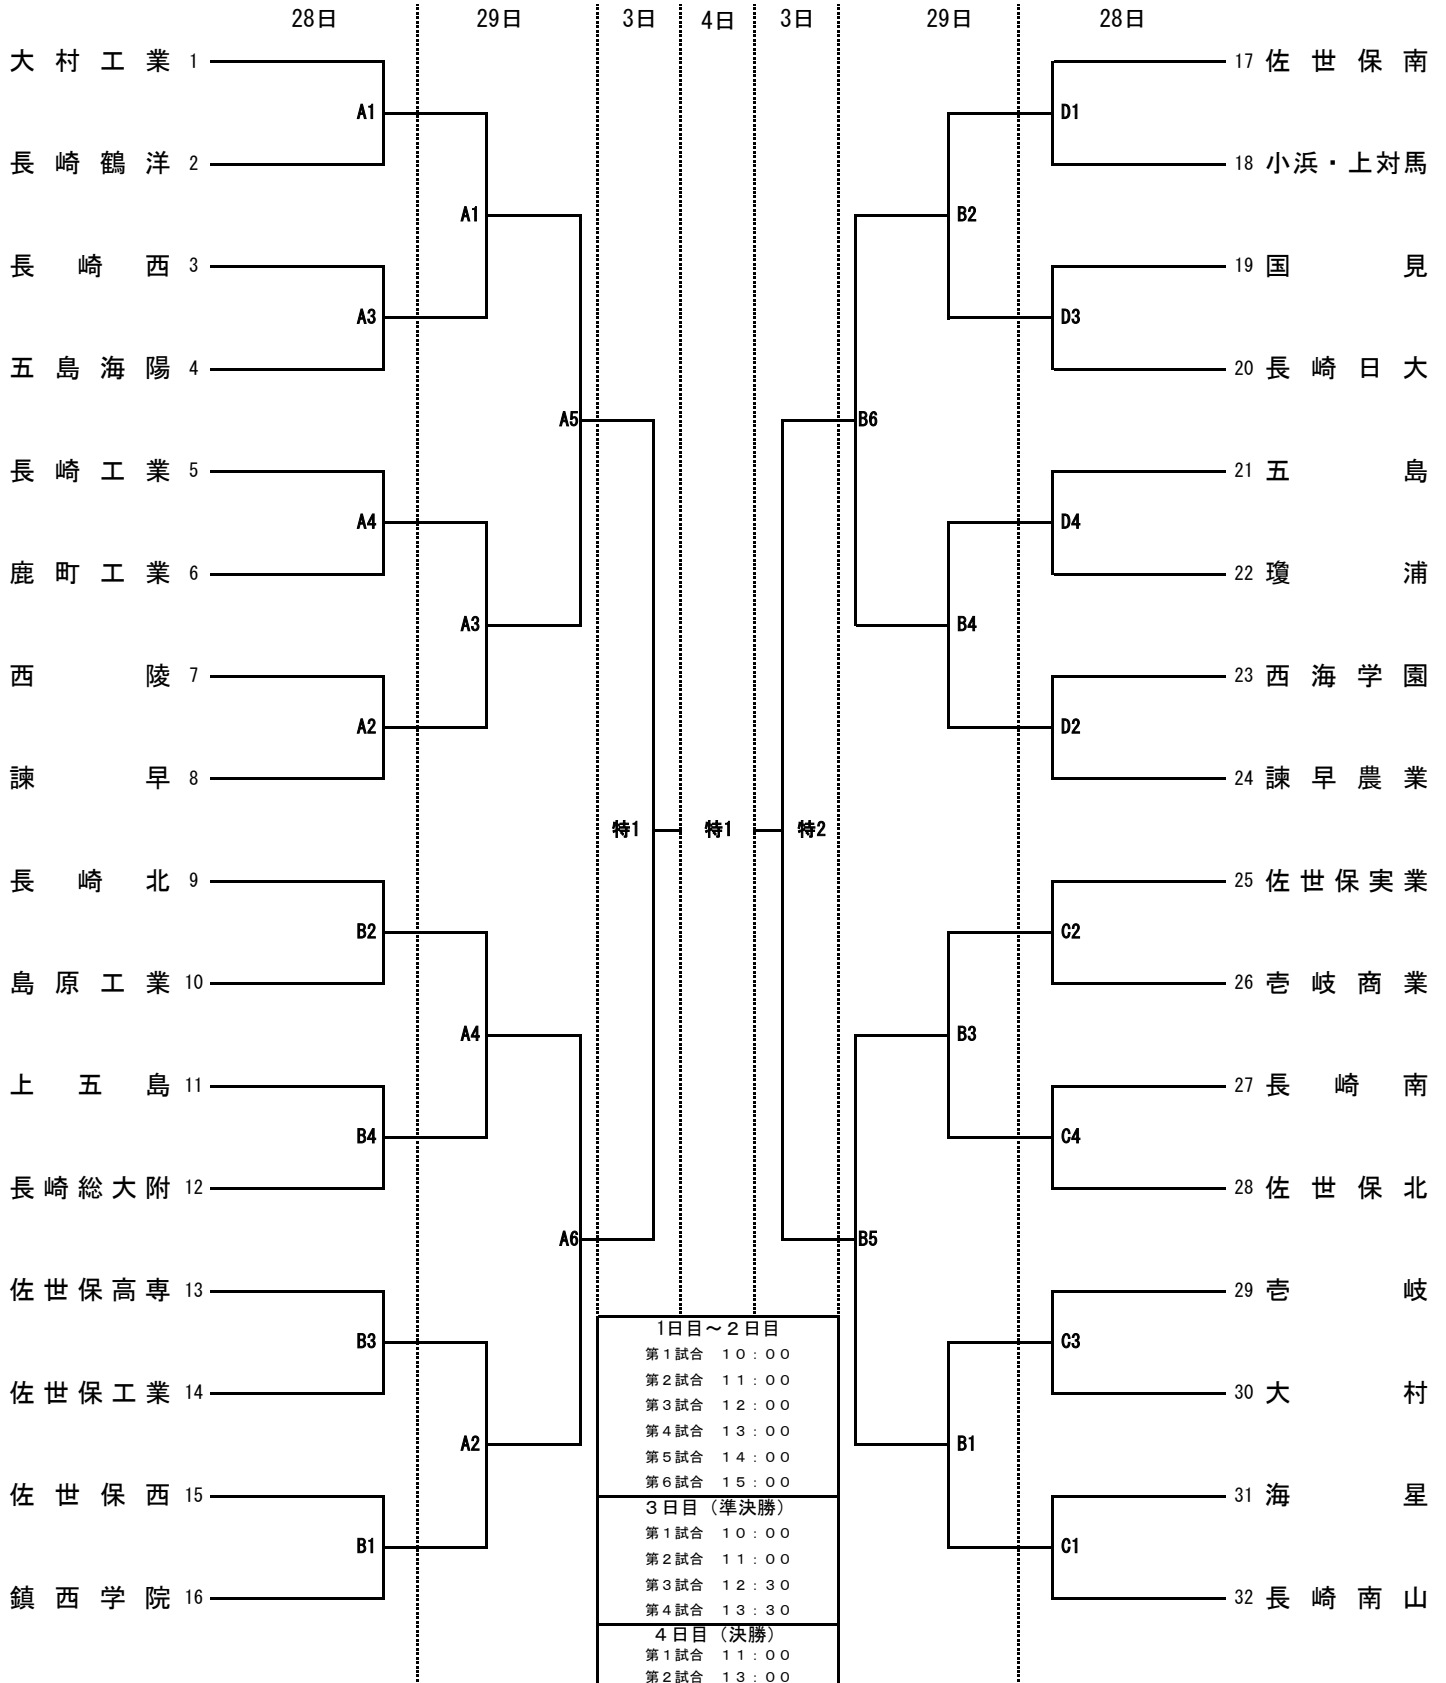 28日 29日 3日 4日 3日 29日 28日
大村工業 1
A1
長崎鶴洋 2
A1
長崎西 3
A3
五島海陽 4
A5
長崎工業 5
A4
鹿町工業 6
A3
西陵 7
A2
諫早 8
特1 特1 特2
長崎北 9
B2
島原工業 10
A4
上五島 11
B4
長崎総大附 12
A6
佐世保高専 13
B3
佐世保工業 14
A2
佐世保西 15
B1
鎮西学院 16
17 佐世保南
D1
18 小浜・上対馬
B2
19 国見
D3
20 長崎日大
B6
21 五島
D4
22 瓊浦
B4
23 西海学園
D2
24 諫早農業
25 佐世保実業
C2
26 壱岐商業
B3
27 長崎南
C4
28 佐世保北
B5
29 壱岐
C3
30 大村
B1
31 海星
C1
32 長崎南山
1日目～２日目
第１試合 １０：００
第２試合 １１：００
第３試合 １２：００
第４試合 １３：００
第５試合 １４：００
第６試合 １５：００
３日目（準決勝）
第１試合 １０：００
第２試合 １１：００
第３試合 １２：３０
第４試合 １３：３０
４日目（決勝）
第１試合 １１：００
第２試合 １３：００